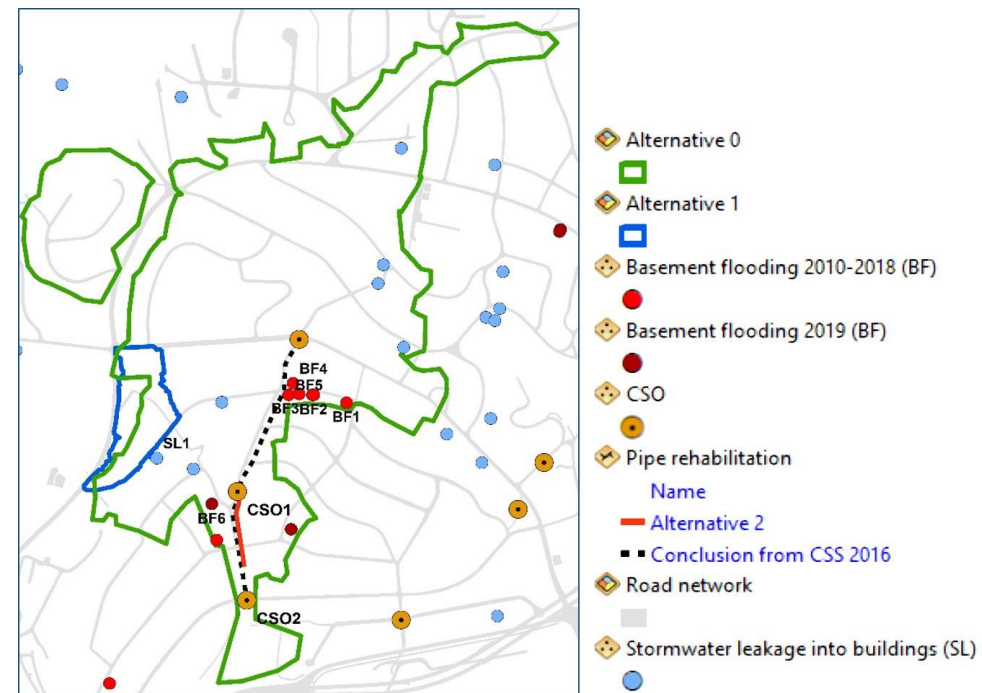 BF4
BF5
BF3 BF2
BF1
SL1
BF6
CSO1
CSO2
Alternative 0
Alternative 1
Basement flooding 2010-2018 (BF)
Basement flooding 2019 (BF)
CSO
Pipe rehabilitation
Name
Alternative 2
Conclusion from CSS 2016
Road network
Stormwater leakage into buildings (SL)